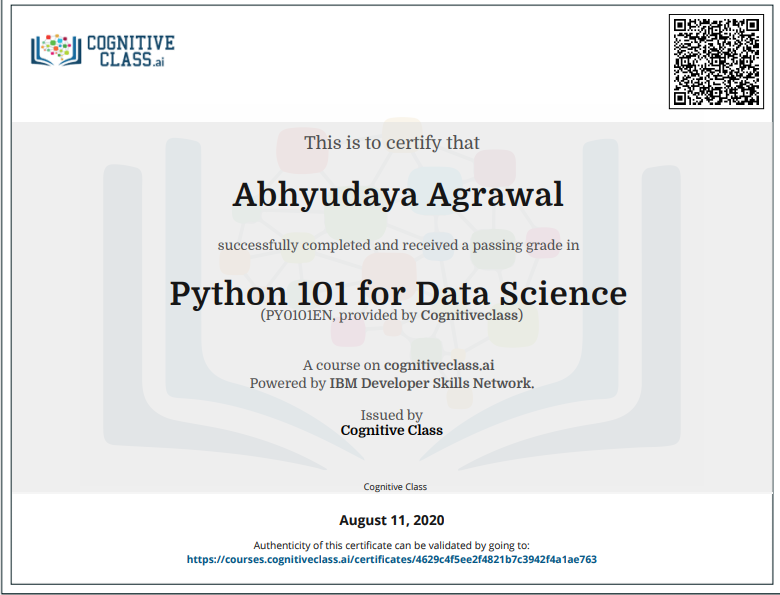 COGNITIVE
CLASS.ai
This is to certify that
Abhyudaya Agrawal
successfully completed and received a passing grade in
Python 101 for Data Science
(PY0101EN, provided by Cognitiveclass)
A course on cognitiveclass.ai
Powered by IBM Developer Skills Network.
Issued by
Cognitive Class
Cognitive Class
August 11, 2020
Authenticity of this certificate can be validated by going to:
https://courses.cognitiveclass.ai/certificates/4629c4f5ee2f4821b7c3942f4a1ae763